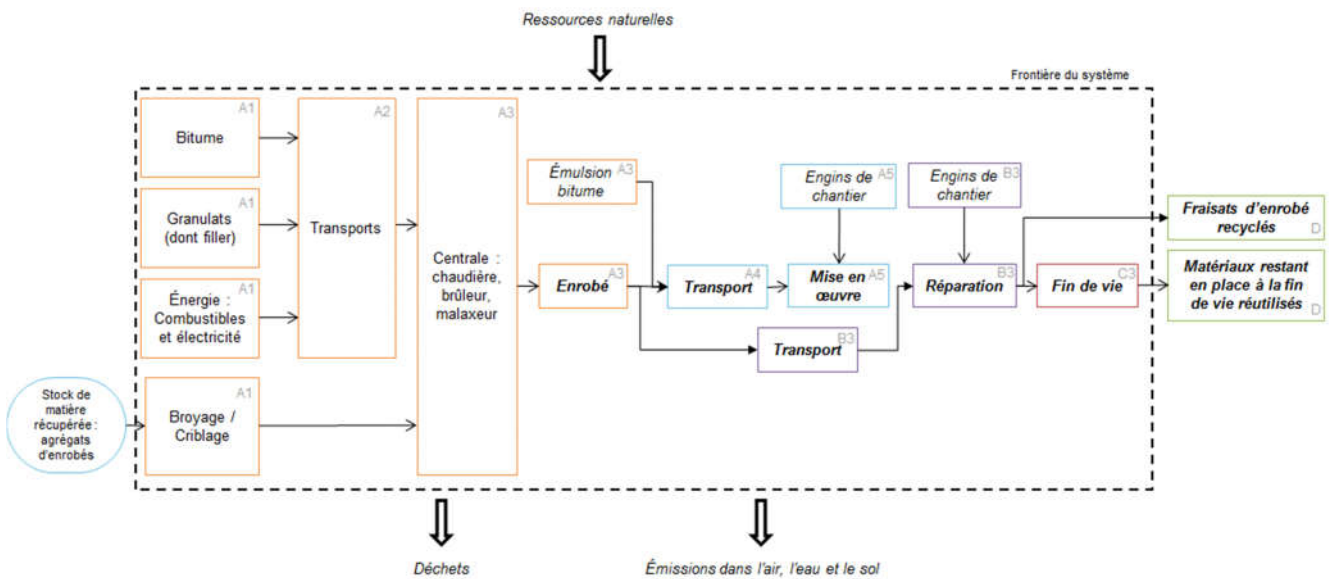 Ressources naturelles
Frontière du système
A1
Bitume
A1
Granulats
(dont filler)
A1
Énergie :
Combustibles
et électricité
A2
Transports
A3
Centrale :
chaudière,
brûleur,
malaxeur
Stock de
matière
récupérée :
agrégats
d'enrobés
A1
Broyage /
Criblage
Émulsion A3
bitume
Enrobé A3
Transport A4
Engins de A5
chantier
Mise en A5
œuvre
Transport B3
Engins de B3
chantier
Réparation B3
Fin de vie C3
Fraisats d'enrobé
recyclés
D
Matériaux restant
en place à la fin
de vie réutilisés
D
Déchets
Émissions dans l'air, l'eau et le sol